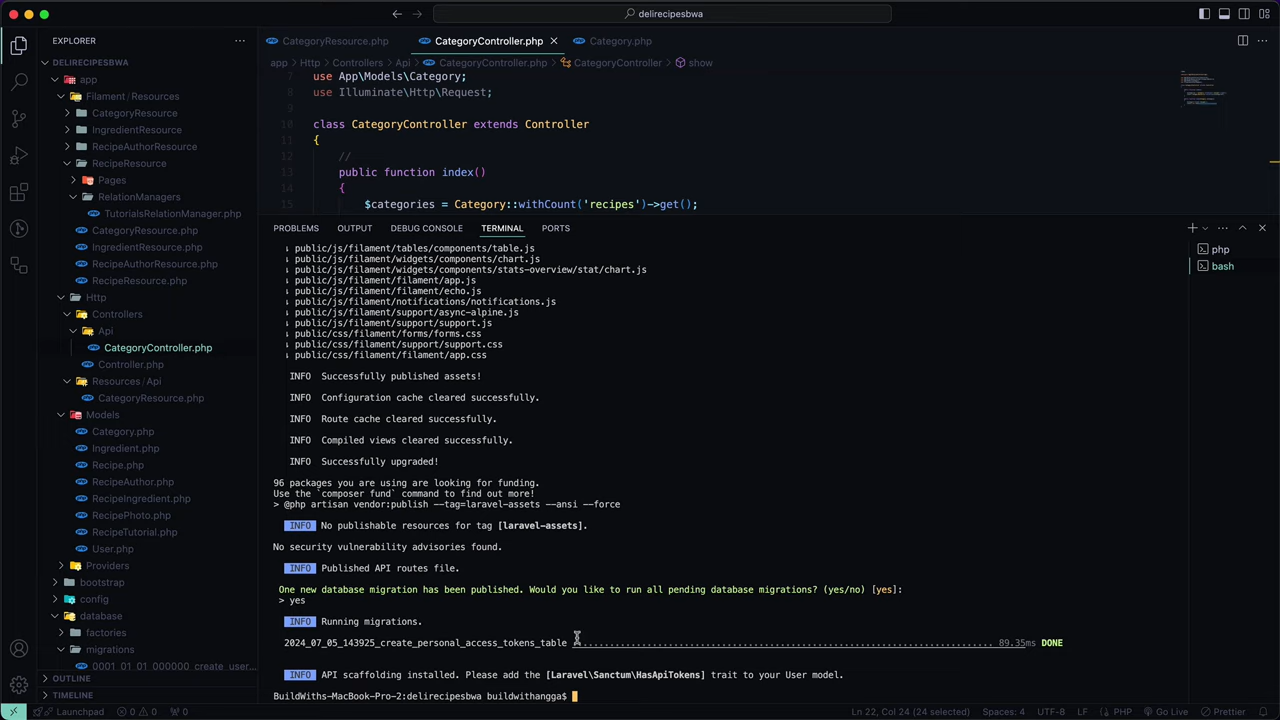 delirecipesbwa
EXPLORER
DELIRECIPESBWA
app
Filament / Resources
CategoryResource
IngredientResource
RecipeAuthorResource
RecipeResource
Pages
RelationManagers
TutorialsRelationManager.php
CategoryResource.php
IngredientResource.php
RecipeAuthorResource.php
RecipeResource.php
Http
Controllers
Api
CategoryController.php
Controller.php
Resources / Api
CategoryResource.php
Models
Category.php
Ingredient.php
Recipe.php
RecipeAuthor.php
RecipeIngredient.php
RecipePhoto.php
RecipeTutorial.php
User.php
Providers
bootstrap
config
database
factories
migrations
0001_01_01_000000_create_user...
OUTLINE
TIMELINE
CategoryResource.php CategoryController.php Category.php
app > Http > Controllers > Api > CategoryController.php > CategoryController > show
7 use App\Models\Category;
8 use Illuminate\Http\Request;
9
10 class CategoryController extends Controller
11 {
12 //
13 public function index()
14 {
15 $categories = Category::withCount('recipes')->get();
PROBLEMS OUTPUT DEBUG CONSOLE TERMINAL PORTS
php
bash
↓ public/js/filament/tables/components/table.js
↓ public/js/filament/widgets/components/chart.js
↓ public/js/filament/widgets/components/stats-overview/stat/chart.js
↓ public/js/filament/filament/app.js
↓ public/js/filament/filament/echo.js
↓ public/js/filament/notifications/notifications.js
↓ public/js/filament/support/async-alpine.js
↓ public/js/filament/support/support.js
↓ public/css/filament/forms/forms.css
↓ public/css/filament/support/support.css
↓ public/css/filament/filament/app.css
INFO Successfully published assets!
INFO Configuration cache cleared successfully.
INFO Route cache cleared successfully.
INFO Compiled views cleared successfully.
INFO Successfully upgraded!
96 packages you are using are looking for funding.
Use the `composer fund` command to find out more!
> @php artisan vendor:publish --tag=laravel-assets --ansi --force
INFO No publishable resources for tag [laravel-assets].
No security vulnerability advisories found.
INFO Published API routes file.
One new database migration has been published. Would you like to run all pending database migrations? (yes/no) [yes]:
> yes
INFO Running migrations.
2024_07_05_143925_create_personal_access_tokens_table ........................................................................... 89.35ms DONE
INFO API scaffolding installed. Please add the [Laravel\Sanctum\HasApiTokens] trait to your User model.
BuildWiths-MacBook-Pro-2:delirecipesbwa buildwithangga$
Launchpad 0 0 0 Ln 22, Col 24 (24 selected) Spaces: 4 UTF-8 LF PHP Go Live Prettier